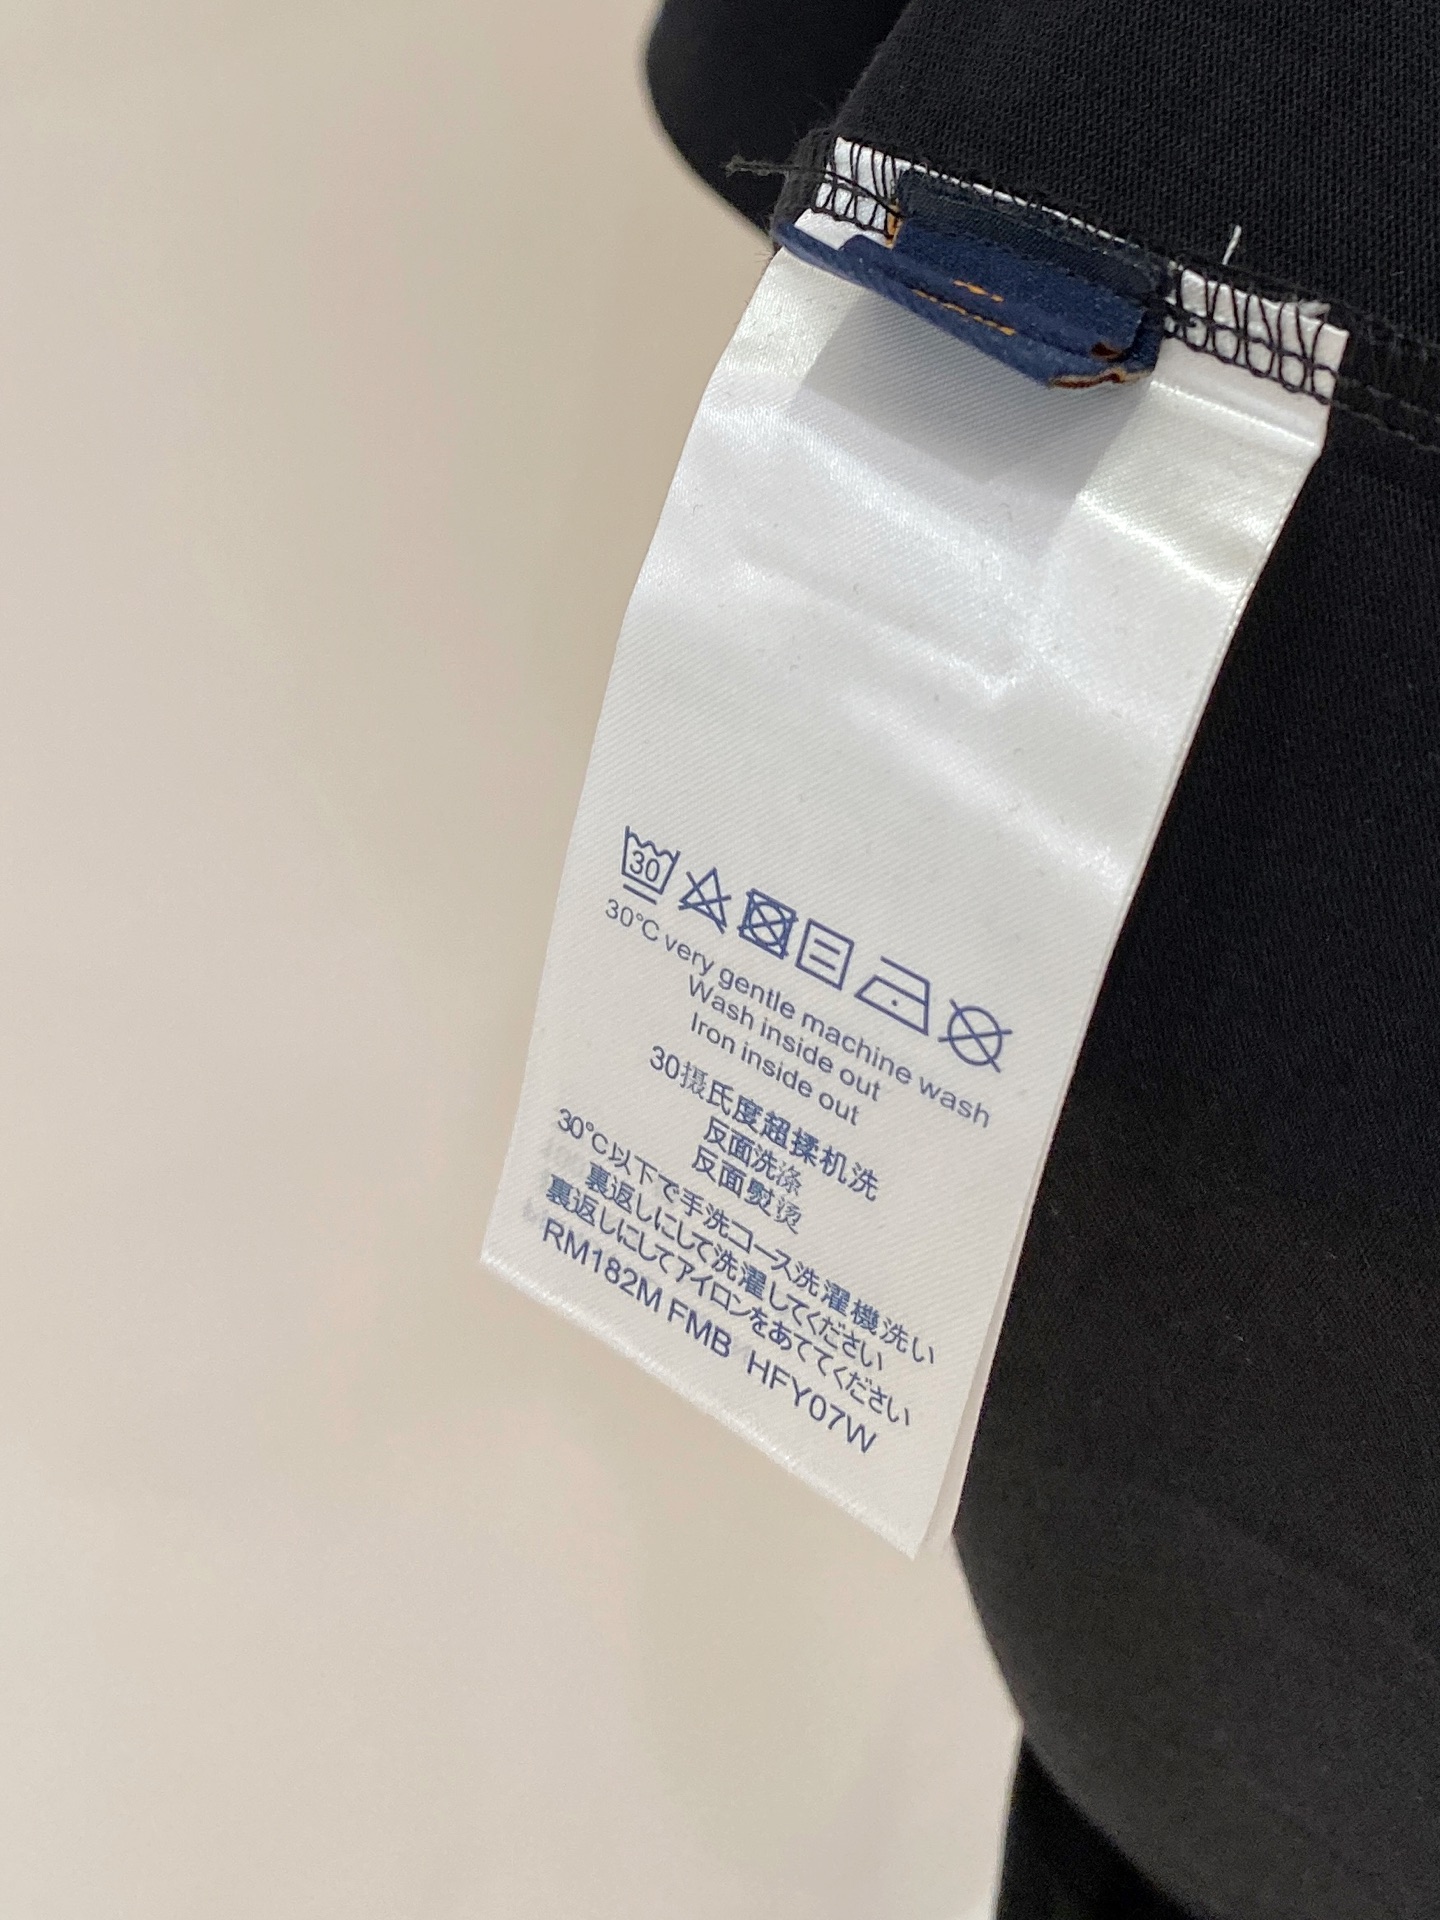 30
30°C very gentle machine wash
Wash inside out
Iron inside out
30摄氏度超揉机洗
反面洗涤
反面熨烫
30°C以下で手洗コース洗濯機洗い
裏返しにして洗濯してください
裏返しにしてアイロンをあててください
RM182M FMB HFY07W